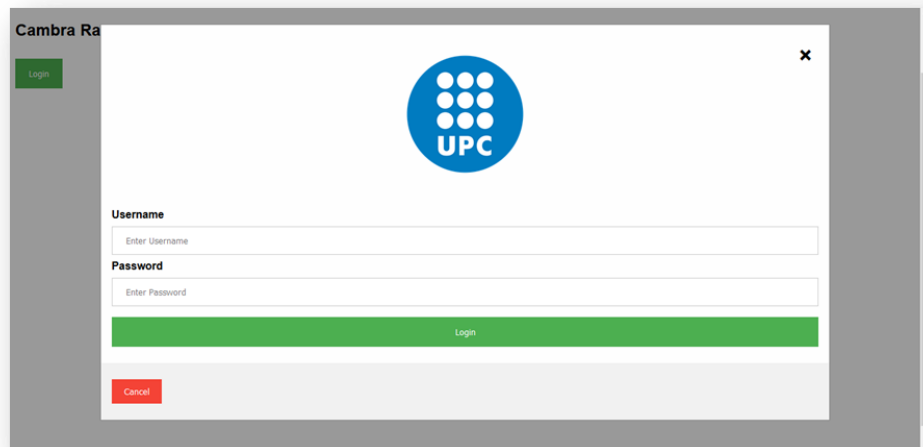 Cambra Ra
Login
×
UPC
Username
Enter Username
Password
Enter Password
Login
Cancel